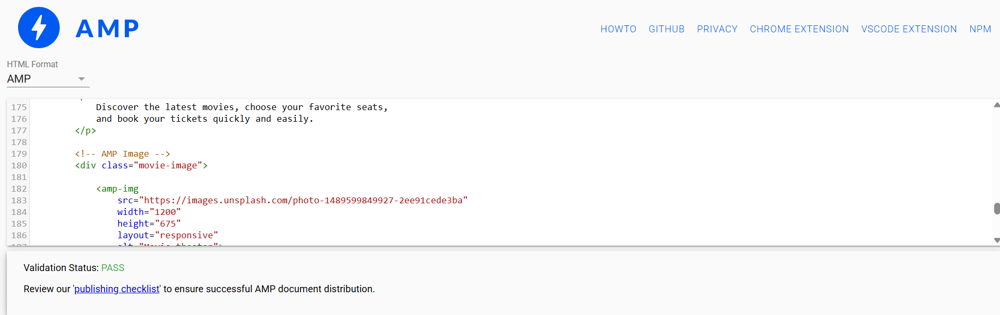 AMP
HOWTO GITHUB PRIVACY CHROME EXTENSION VSCODE EXTENSION NPM
HTML Format
AMP
175 Discover the latest movies, choose your favorite seats,
176 and book your tickets quickly and easily.
177 </p>
178
179 <!-- AMP Image -->
180 <div class="movie-image">
181
182 <amp-img
183 src="https://images.unsplash.com/photo-1489599849927-2ee91cede3ba"
184 width="1200"
185 height="675"
186 layout="responsive"
Validation Status: PASS
Review our 'publishing checklist' to ensure successful AMP document distribution.